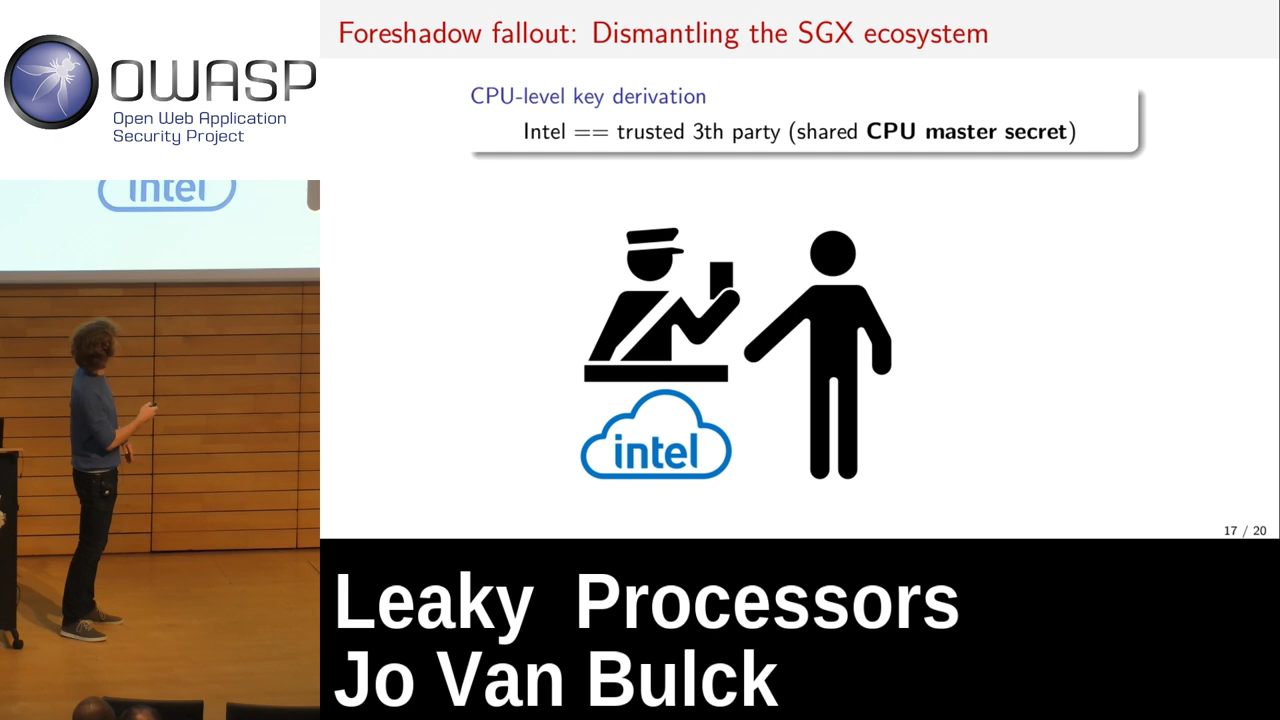 OWASP
Open Web Application
Security Project
intel
Foreshadow fallout: Dismantling the SGX ecosystem
CPU-level key derivation
Intel == trusted 3th party (shared CPU master secret)
intel
17 / 20
Leaky Processors
Jo Van Bulck